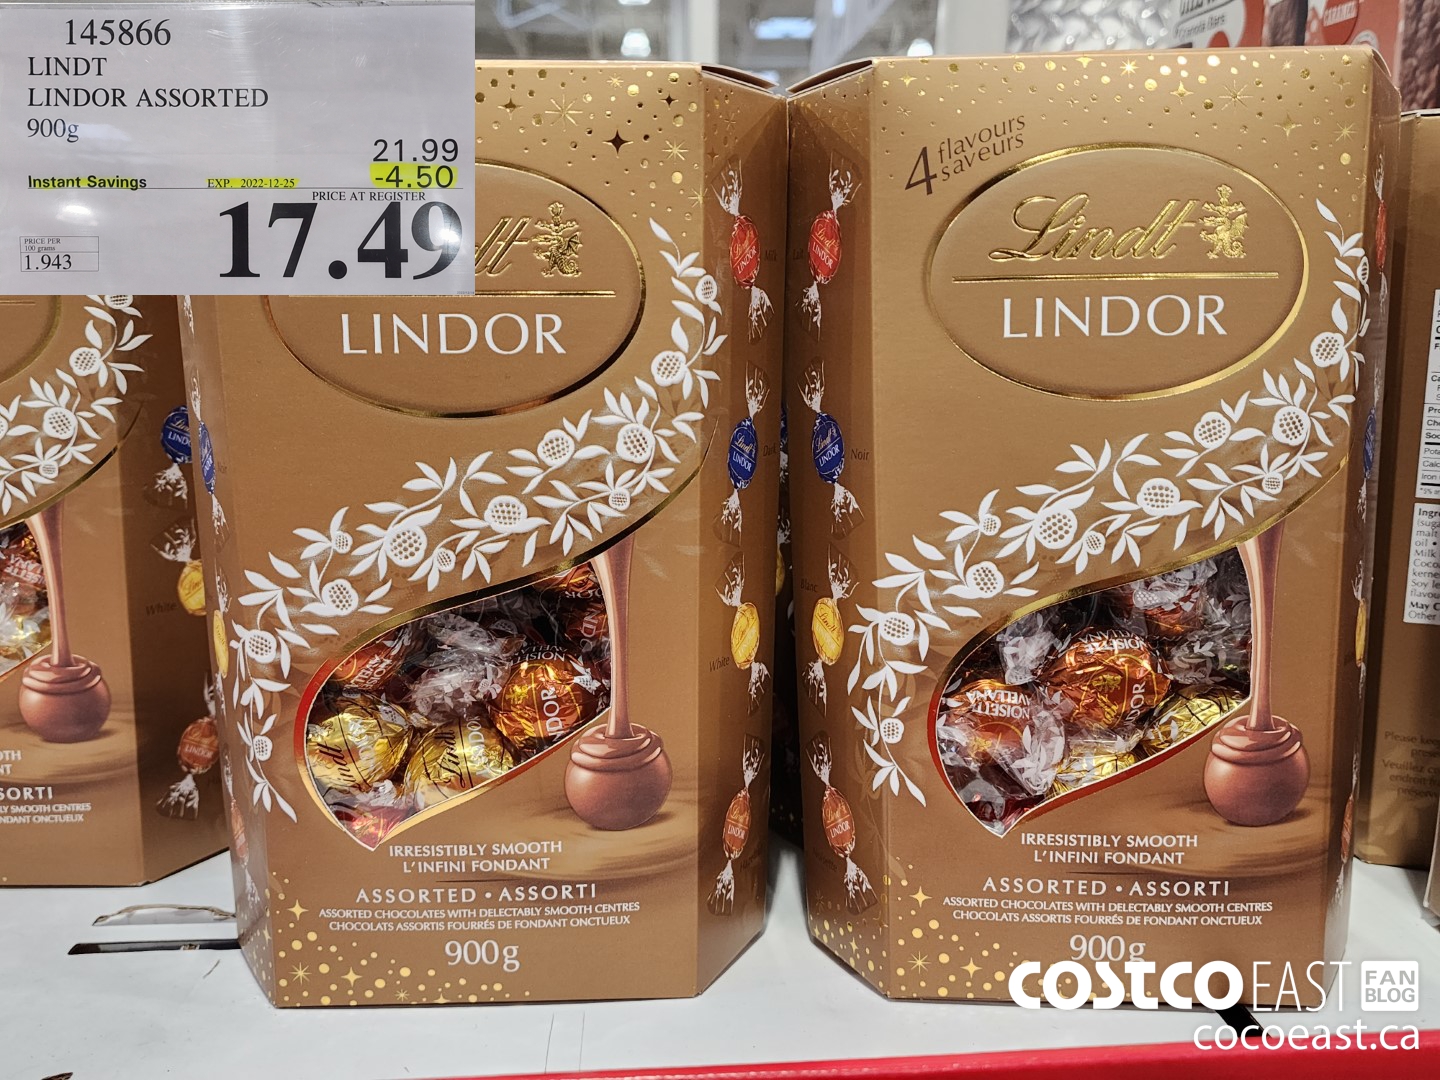 145866
LINDT
LINDOR ASSORTED
900g
21.99
Instant Savings EXP. 2022-12-25 -4.50
PRICE AT REGISTER
17.49
PRICE PER
100 grams
1.943
LINDOR
IRRESISTIBLY SMOOTH
L'INFINI FONDANT
ASSORTED • ASSORTI
ASSORTED CHOCOLATES WITH DELECTABLY SMOOTH CENTRES
CHOCOLATS ASSORTIS FOURRÉS DE FONDANT ONCTUEUX
900g
4 flavours
saveurs
Lindt
LINDOR
IRRESISTIBLY SMOOTH
L'INFINI FONDANT
ASSORTED • ASSORTI
ASSORTED CHOCOLATES WITH DELECTABLY SMOOTH CENTRES
CHOCOLATS ASSORTIS FOURRÉS DE FONDANT ONCTUEUX
900g
White
White
Noir
COSTCO EAST FAN
BLOG
cocoeast.ca